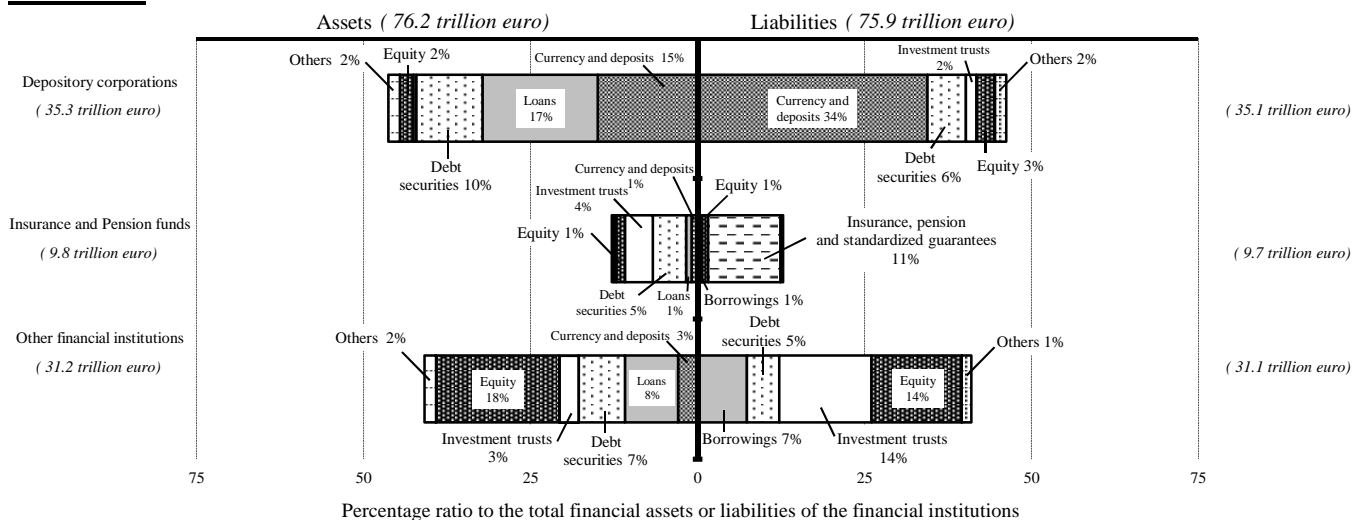 Assets ( 76.2 trillion euro)
Liabilities ( 75.9 trillion euro)
Depository corporations
( 35.3 trillion euro)
Others 2%
Equity 2%
Currency and deposits 15%
Loans
17%
Debt
securities 10%
Currency and
deposits 34%
Investment trusts
2%
Others 2%
Debt
securities 6%
Equity 3%
( 35.1 trillion euro)
Insurance and Pension funds
( 9.8 trillion euro)
Currency and deposits
1%
Investment trusts
4%
Equity 1%
Debt
securities 5%
Loans
1%
Equity 1%
Insurance, pension
and standardized guarantees
11%
Borrowings 1%
( 9.7 trillion euro)
Other financial institutions
( 31.2 trillion euro)
Others 2%
Currency and deposits 3%
Equity
18%
Loans
8%
Investment trusts
3%
Debt
securities 7%
Debt
securities 5%
Others 1%
Equity
14%
Borrowings 7%
Investment trusts
14%
( 31.1 trillion euro)
75 50 25 0 25 50 75
Percentage ratio to the total financial assets or liabilities of the financial institutions